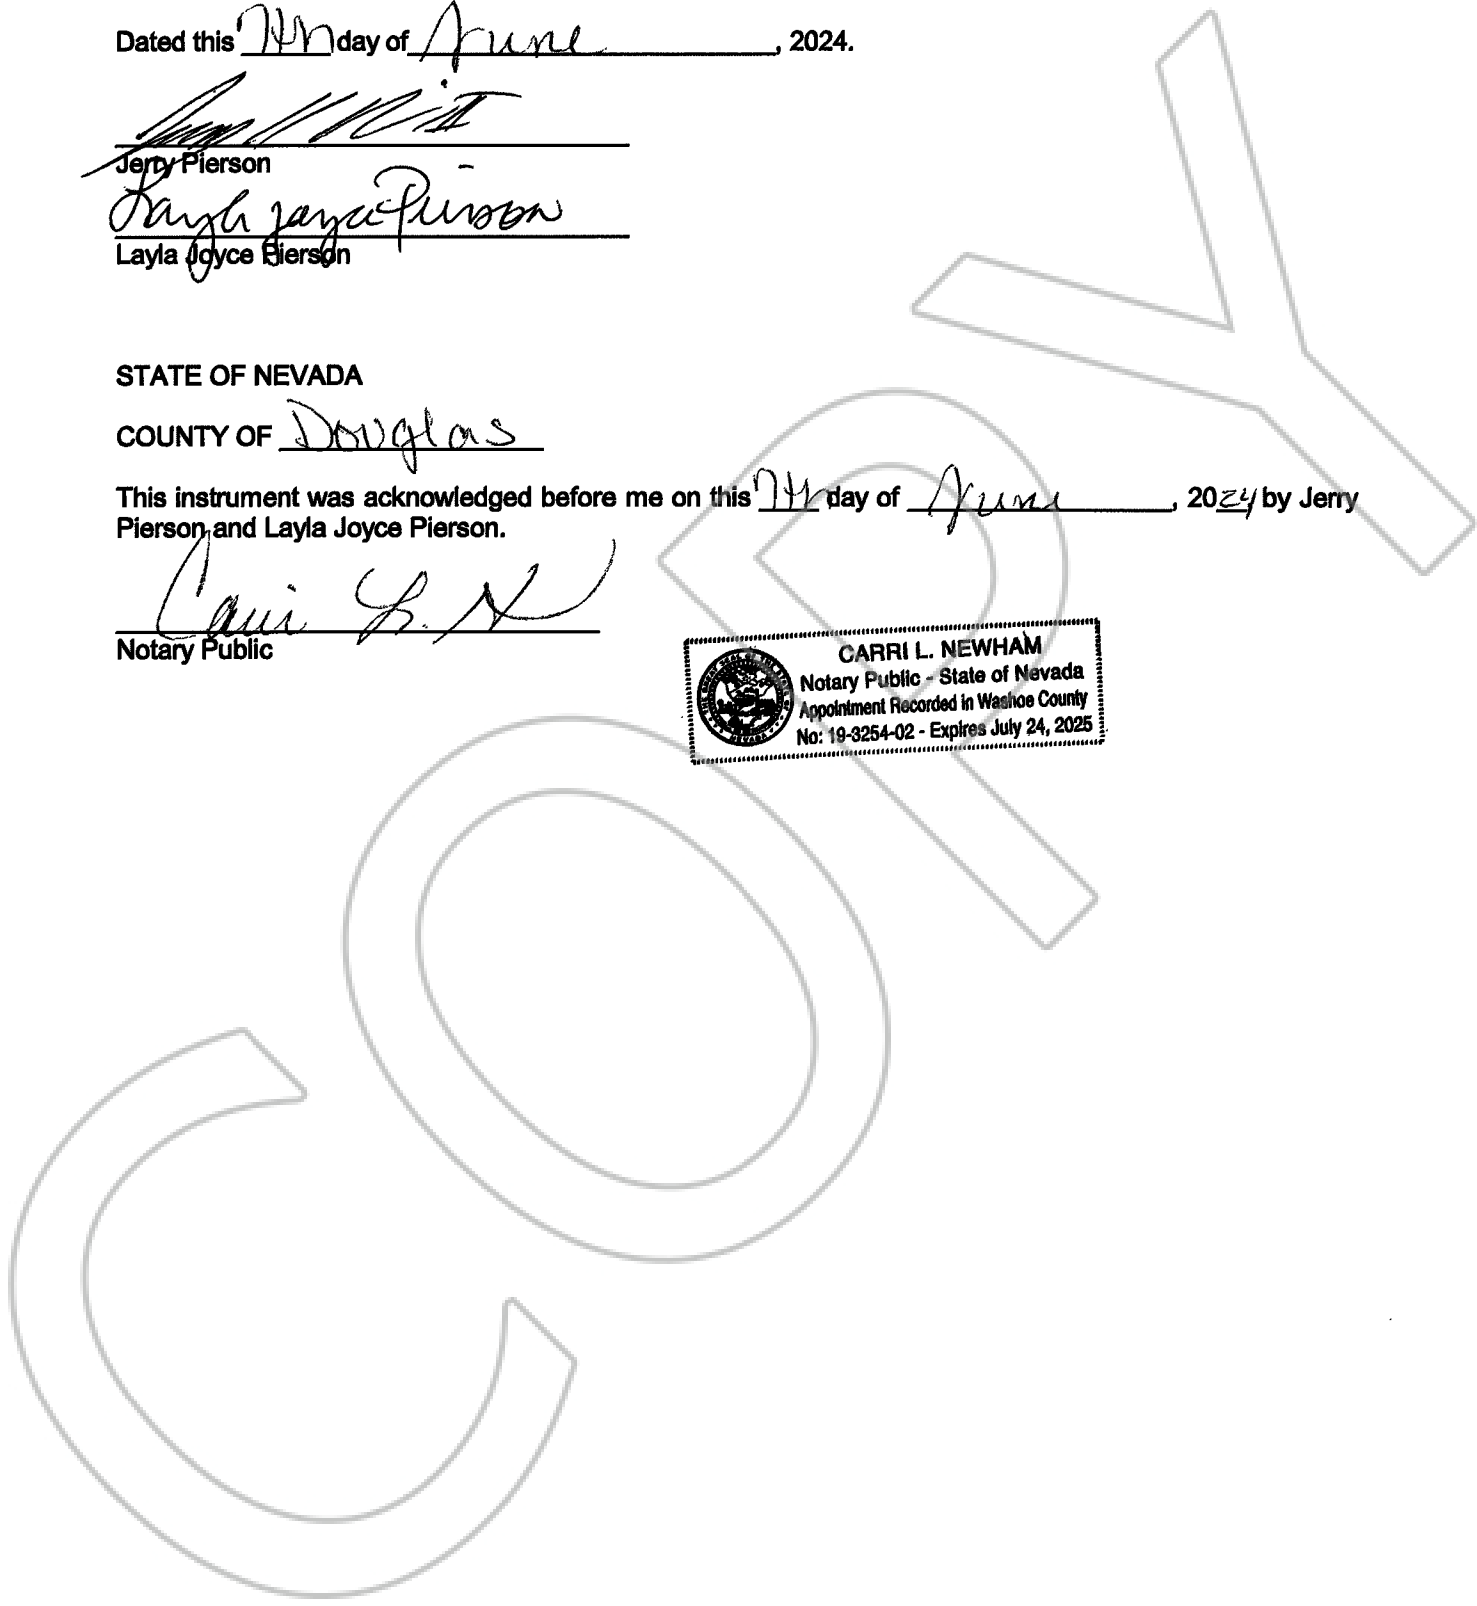 Dated this 7th day of June, 2024.
Jerry Pierson
Layla Joyce Pierson
Layla Joyce Pierson
STATE OF NEVADA
COUNTY OF Douglas
This instrument was acknowledged before me on this 7th day of June, 2024 by Jerry
Pierson and Layla Joyce Pierson.
Carri L.
Notary Public
CARRI L. NEWHAM
Notary Public - State of Nevada
Appointment Recorded in Washoe County
No: 19-3254-02 - Expires July 24, 2025
COPY